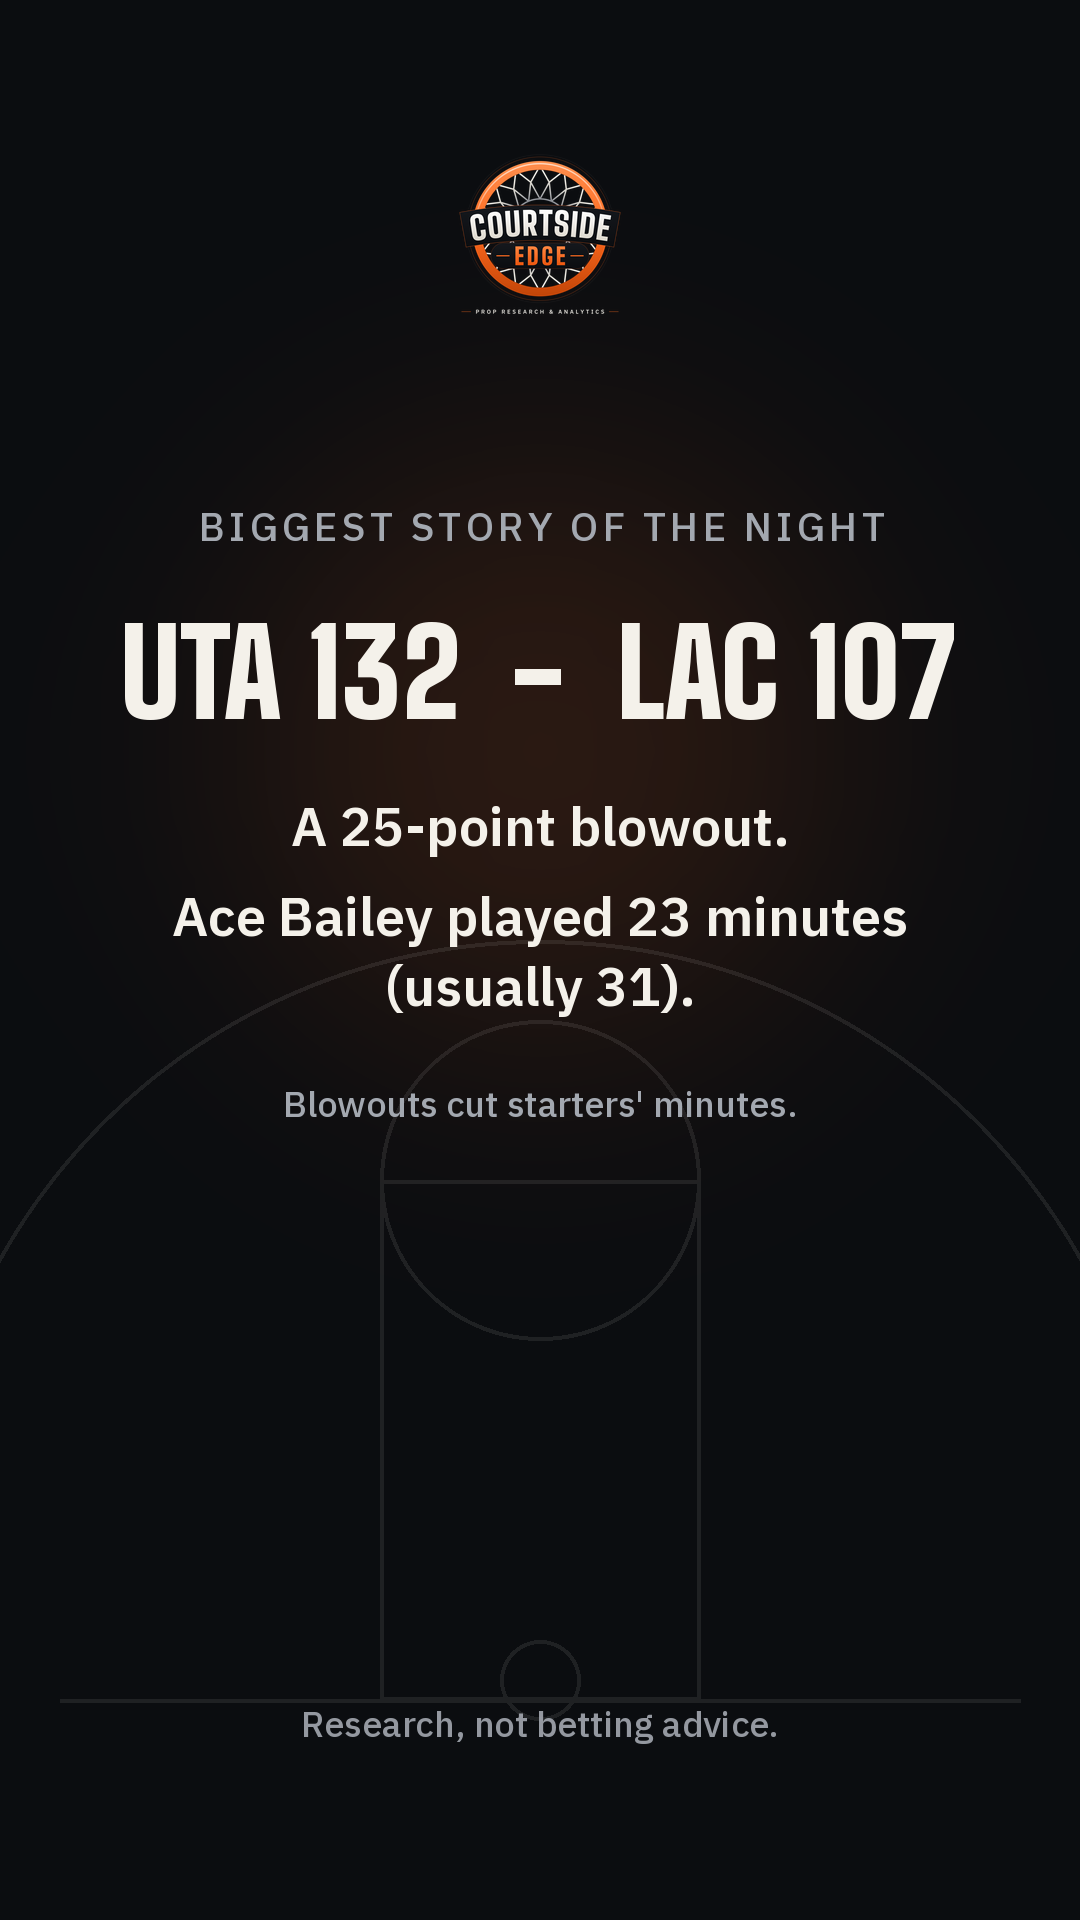 COURTSIDE
EDGE
PROP RESEARCH & ANALYTICS
BIGGEST STORY OF THE NIGHT
UTA 132 – LAC 107
A 25-point blowout.
Ace Bailey played 23 minutes
(usually 31).
Blowouts cut starters' minutes.
Research, not betting advice.